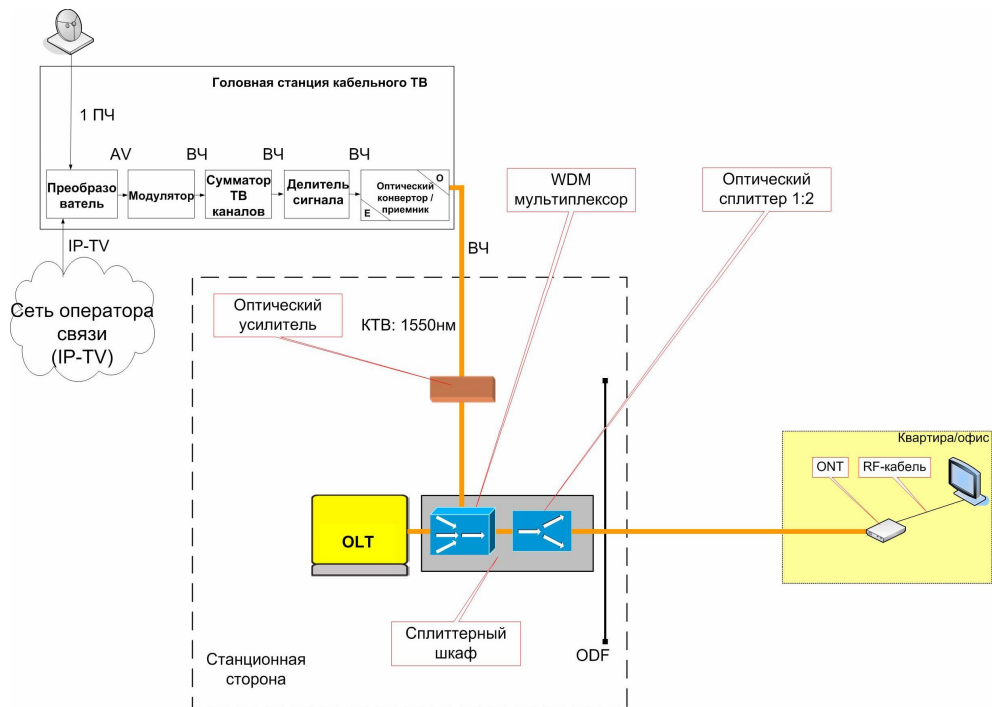 Головная станция кабельного ТВ
1 ПЧ
AV
ВЧ
ВЧ
ВЧ
Преобразо
ватель
Модулятор
Сумматор
ТВ
каналов
Делитель
сигнала
Оптический
конвертор /
приемник
O
E
IP-TV
ВЧ
Сеть оператора
связи
(IP-TV)
WDM
мультиплексор
Оптический
сплиттер 1:2
Оптический
усилитель
КТВ: 1550нм
Квартира/офис
ONT
RF-кабель
OLT
Сплиттерный
шкаф
ODF
Станционная
сторона